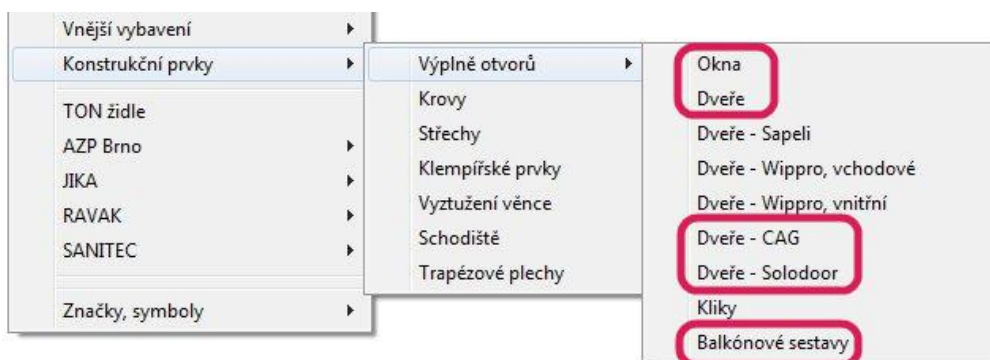 Vnější vybavení
Konstrukční prvky
TON židle
AZP Brno
JIKA
RAVAK
SANITEC
Značky, symboly
Výplně otvorů
Krovy
Střechy
Klempířské prvky
Vyztužení věnce
Schodiště
Trapézové plechy
Okna
Dveře
Dveře - Sapeli
Dveře - Wippro, vchodové
Dveře - Wippro, vnitřní
Dveře - CAG
Dveře - Solodoor
Kliky
Balkónové sestavy